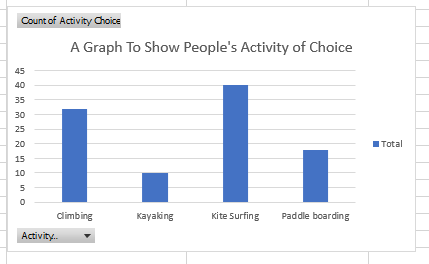 Count of Activity Choice
A Graph To Show People's Activity of Choice
45
40
35
30
25
20
15
10
5
0
Climbing Kayaking Kite Surfing Paddle boarding
Total
Activity..